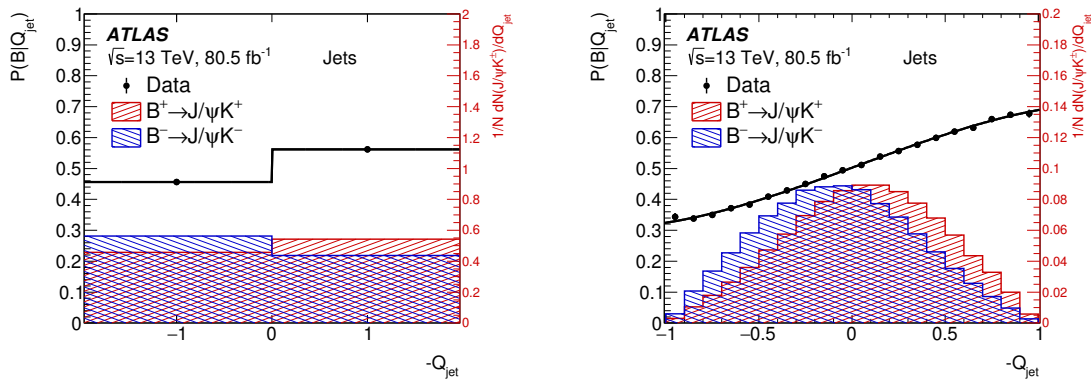 ATLAS
√s=13 TeV, 80.5 fb⁻¹ Jets
Data
B⁺→J/ψK⁺
B⁻→J/ψK⁻
P(B|Q_jet)
1/N dN(J/ψK±)/dQ_jet
1
0.9
0.8
0.7
0.6
0.5
0.4
0.3
0.2
0.1
0
2
1.8
1.6
1.4
1.2
1
0.8
0.6
0.4
0.2
0
−1 0 1
-Q_jet
ATLAS
√s=13 TeV, 80.5 fb⁻¹ Jets
Data
B⁺→J/ψK⁺
B⁻→J/ψK⁻
P(B|Q_jet)
1/N dN(J/ψK±)/dQ_jet
1
0.9
0.8
0.7
0.6
0.5
0.4
0.3
0.2
0.1
0
0.2
0.18
0.16
0.14
0.12
0.1
0.08
0.06
0.04
0.02
0
−1 −0.5 0 0.5 1
-Q_jet